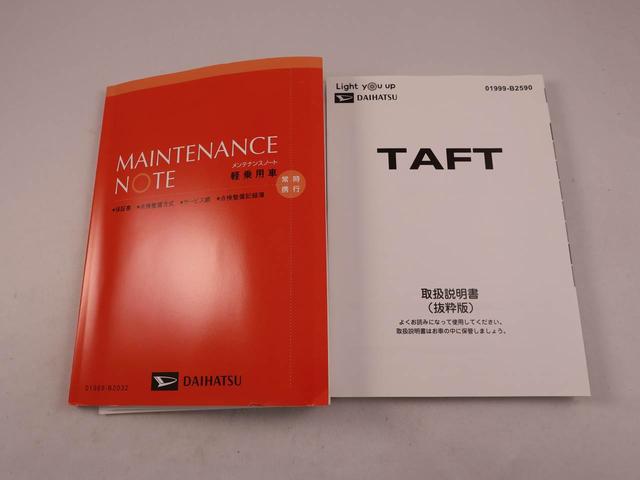 MAINTENANCE
NOTE
メンテナンスノート
軽乗用車
常時
携行
•保証書 •点検整備方式 •サービス網 •点検整備記録簿
01999-B2032
DAIHATSU
Light you up
DAIHATSU
01999-B2590
TAFT
取扱説明書
（抜粋版）
よくお読みになって使用してください。
取扱説明書はお車の中に保管しましょう。